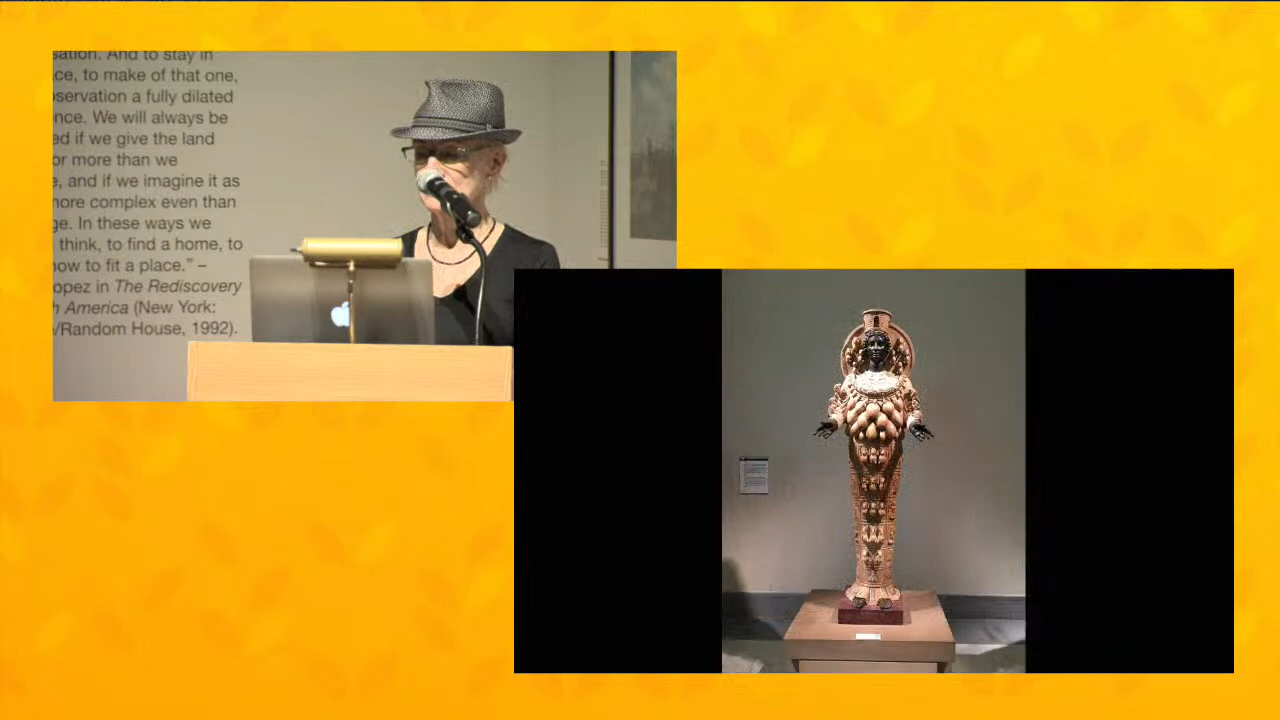 sation. And to stay in
ce, to make of that one,
servation a fully dilated
nce. We will always be
ed if we give the land
or more than we
e, and if we imagine it as
ore complex even than
ge. In these ways we
think, to find a home, to
ow to fit a place.” –
opez in The Rediscovery
h America (New York:
/Random House, 1992).